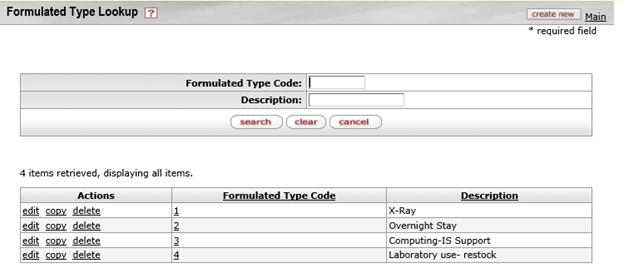 Formulated Type Lookup ?
create new Main
* required field
Formulated Type Code:
Description:
search clear cancel
4 items retrieved, displaying all items.
Actions Formulated Type Code Description
edit copy delete 1 X-Ray
edit copy delete 2 Overnight Stay
edit copy delete 3 Computing-IS Support
edit copy delete 4 Laboratory use- restock